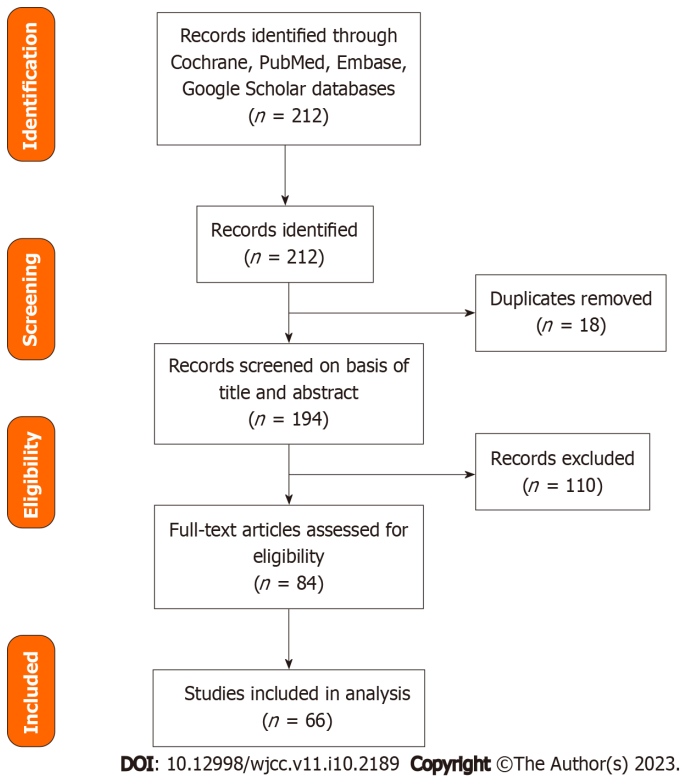 Identification
Records identified through
Cochrane, PubMed, Embase,
Google Scholar databases
(n = 212)
Screening
Records identified
(n = 212)
Duplicates removed
(n = 18)
Records screened on basis of
title and abstract
(n = 194)
Eligibility
Records excluded
(n = 110)
Full-text articles assessed for
eligibility
(n = 84)
Included
Studies included in analysis
(n = 66)
DOI: 10.12998/wjcc.v11.i10.2189 Copyright ©The Author(s) 2023.